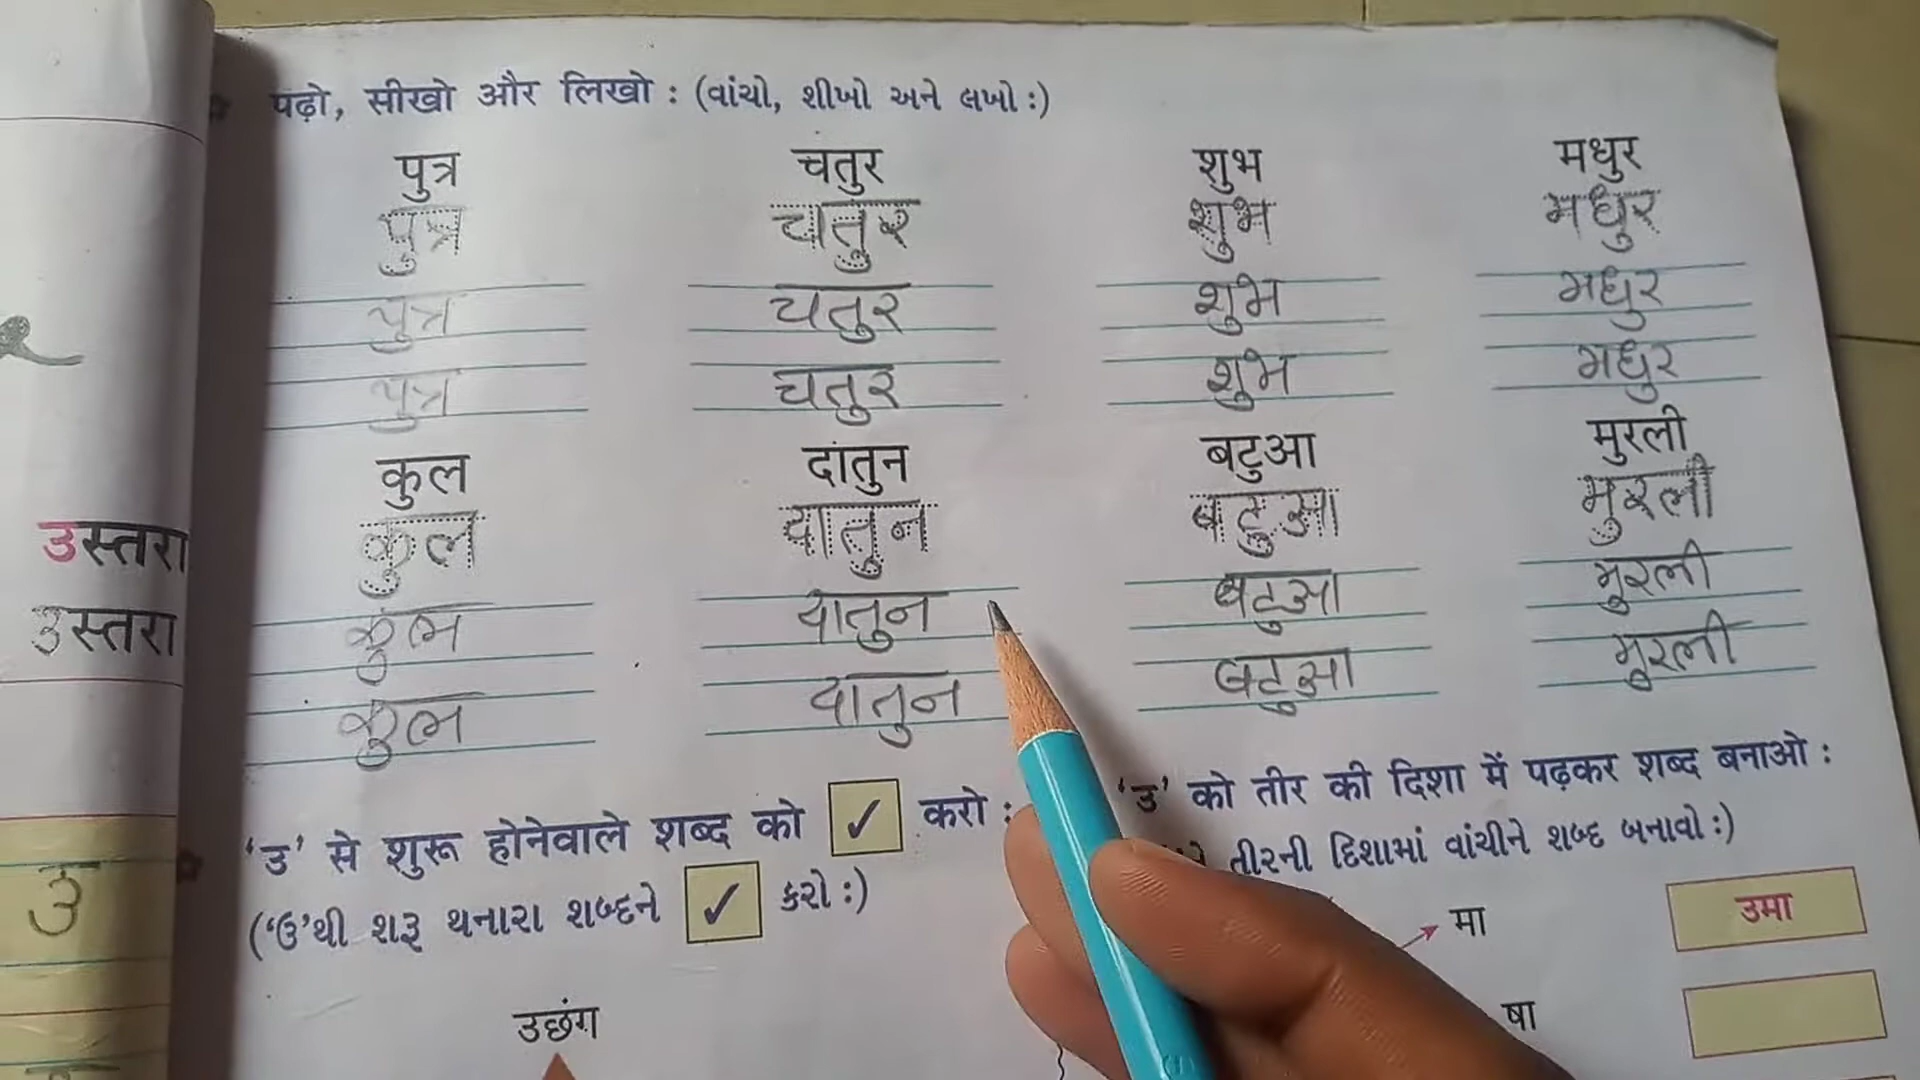 पढ़ो, सीखो और लिखो : (વાંચો, શીખો અને લખો :)
पुत्र चतुर शुभ मधुर
पुत्र चतुर शुभ मधुर
पुत्र चतुर शुभ मधुर
पुत्र चतुर शुभ मधुर
कुल दातुन बटुआ मुरली
कुल दातुन बटुआ मुरली
कुल दातुन बटुआ मुरली
कुल दातुन बटुआ मुरली
उस्तरा
उस्तरा
उ
'उ' से शुरू होनेवाले शब्द को ✓ करो :
('ઉ'થી શરૂ થનારા શબ્દને ✓ કરો :)
उछंग
'उ' को तीर की दिशा में पढ़कर शब्द बनाओ :
તીરની દિશામાં વાંચીને શબ્દ બનાવો :)
मा उमा
षा